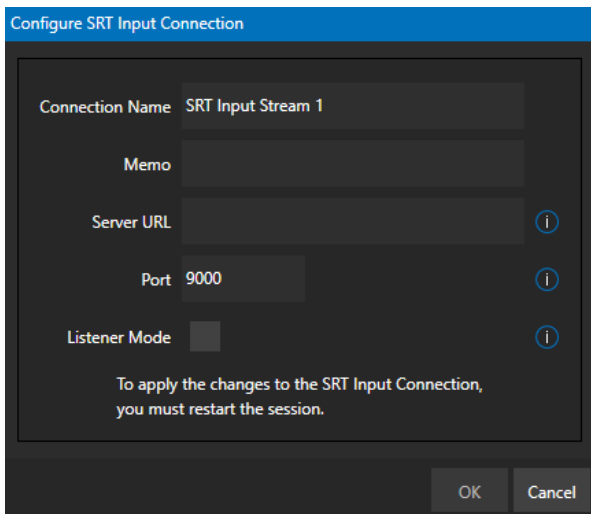 Configure SRT Input Connection
Connection Name SRT Input Stream 1
Memo
Server URL i
Port 9000 i
Listener Mode i
To apply the changes to the SRT Input Connection,
you must restart the session.
OK Cancel